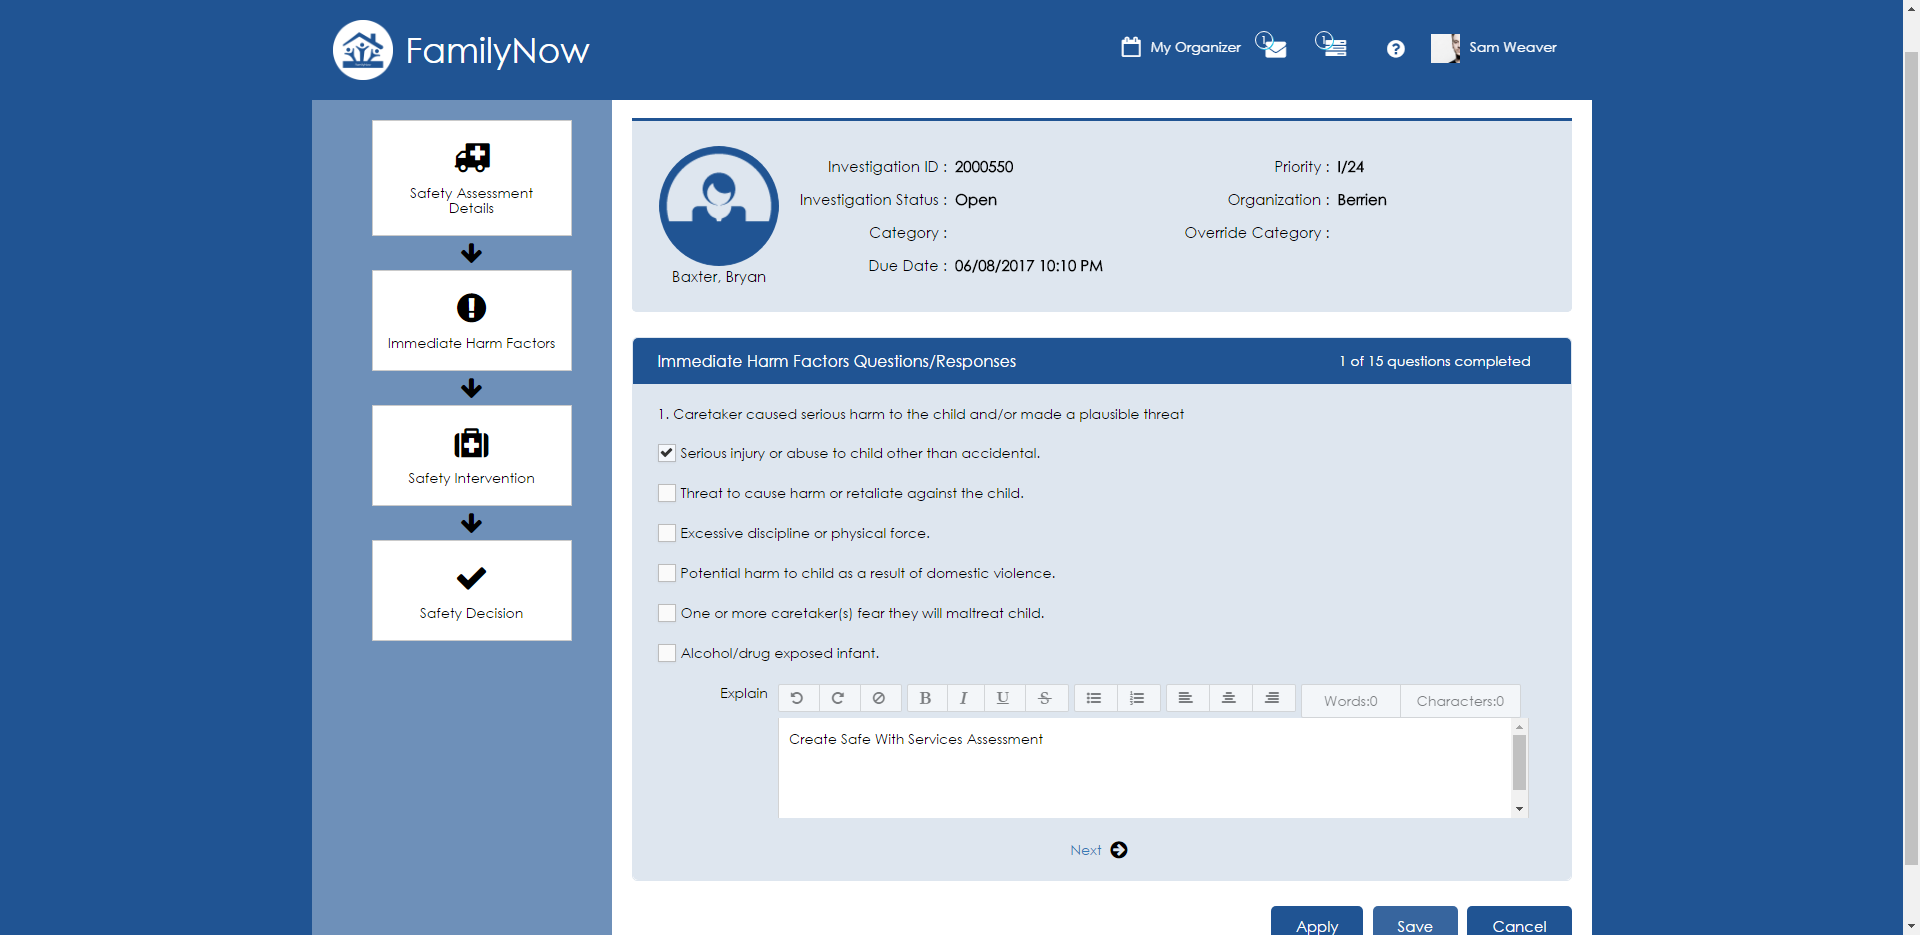 FamilyNow
My Organizer
1
1
Sam Weaver
Safety Assessment
Details
Immediate Harm Factors
Safety Intervention
Safety Decision
Baxter, Bryan
Investigation ID : 2000550
Priority : I/24
Investigation Status : Open
Organization : Berrien
Category :
Override Category :
Due Date : 06/08/2017 10:10 PM
Immediate Harm Factors Questions/Responses
1 of 15 questions completed
1. Caretaker caused serious harm to the child and/or made a plausible threat
Serious injury or abuse to child other than accidental.
Threat to cause harm or retaliate against the child.
Excessive discipline or physical force.
Potential harm to child as a result of domestic violence.
One or more caretaker(s) fear they will maltreat child.
Alcohol/drug exposed infant.
Explain
B I U S
Words:0
Characters:0
Create Safe With Services Assessment
Next
Apply
Save
Cancel